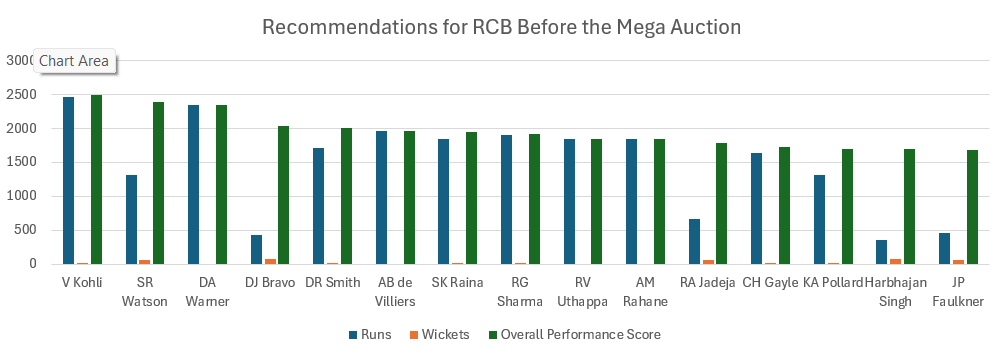 Recommendations for RCB Before the Mega Auction
3000
Chart Area
2500
2000
1500
1000
500
0
V Kohli
SR
Watson
DA
Warner
DJ Bravo
DR Smith
AB de
Villiers
SK Raina
RG
Sharma
RV
Uthappa
AM
Rahane
RA Jadeja
CH Gayle
KA Pollard
Harbhajan
Singh
JP
Faulkner
Runs
Wickets
Overall Performance Score